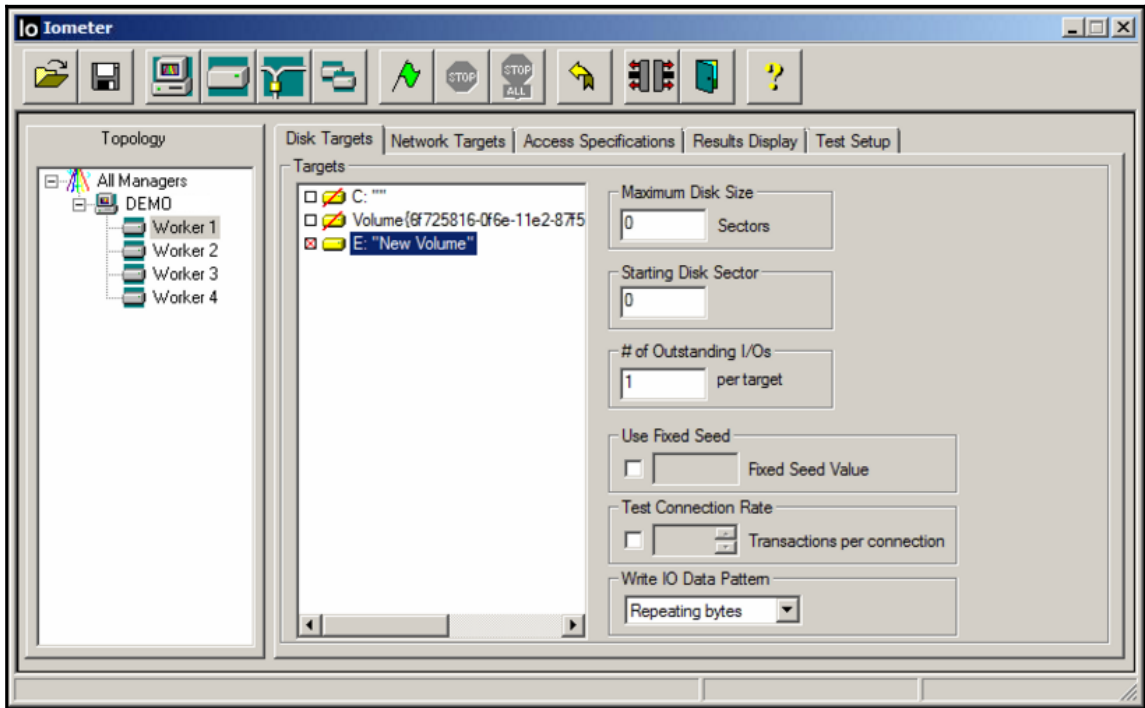 Iometer
STOP
STOP ALL
Topology
All Managers
DEMO
Worker 1
Worker 2
Worker 3
Worker 4
Disk Targets
Network Targets
Access Specifications
Results Display
Test Setup
Targets
C: ""
Volume{6f725816-0f6e-11e2-87f5
E: "New Volume"
Maximum Disk Size
0 Sectors
Starting Disk Sector
0
# of Outstanding I/Os
1 per target
Use Fixed Seed
Fixed Seed Value
Test Connection Rate
Transactions per connection
Write IO Data Pattern
Repeating bytes